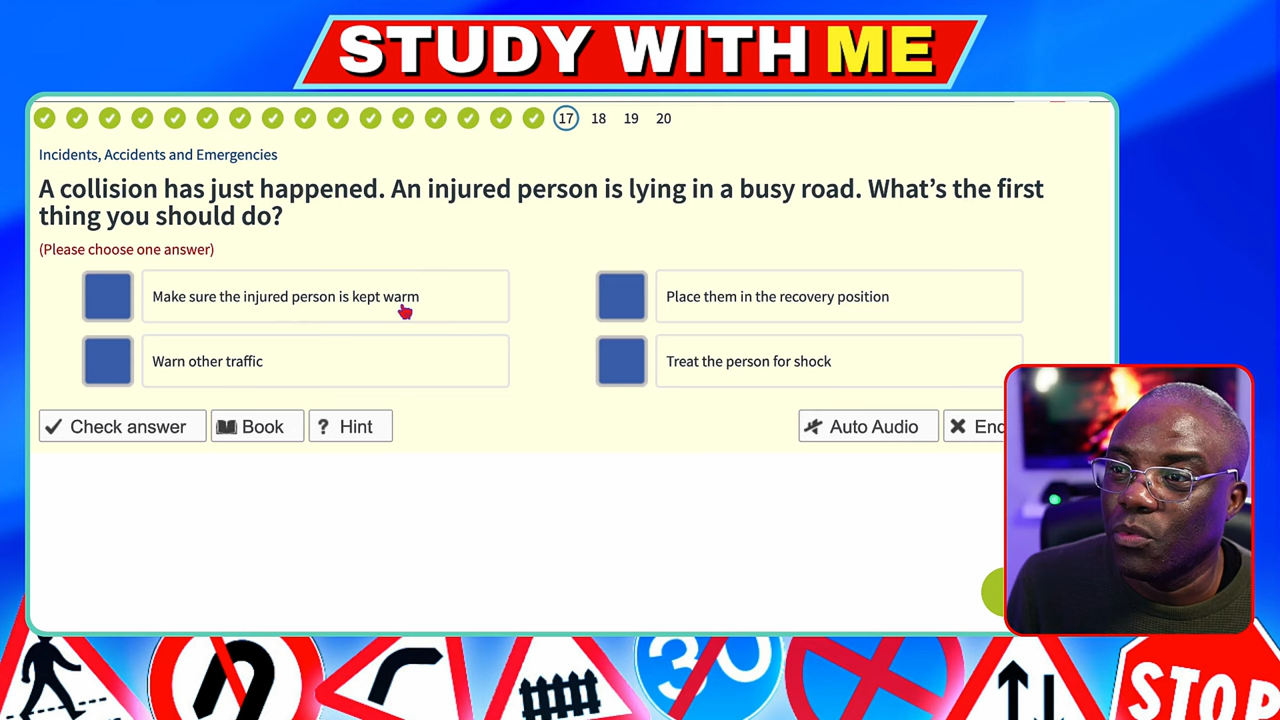 STUDY WITH ME
17 18 19 20
Incidents, Accidents and Emergencies
A collision has just happened. An injured person is lying in a busy road. What’s the first
thing you should do?
(Please choose one answer)
Make sure the injured person is kept warm
Place them in the recovery position
Warn other traffic
Treat the person for shock
Check answer
Book
? Hint
Auto Audio
30
STOP